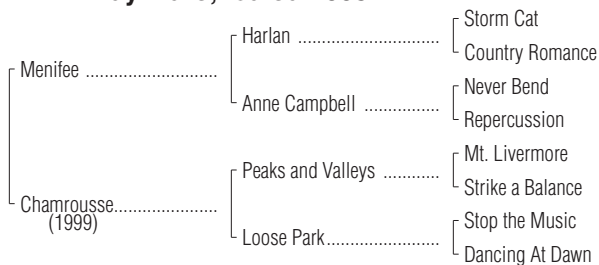 Storm Cat
Harlan ................................
Country Romance
Menifee ..............................
Never Bend
Anne Campbell .................
Repercussion
Mt. Livermore
Peaks and Valleys ............
Strike a Balance
Chamrousse.......................
(1999)
Stop the Music
Loose Park.........................
Dancing At Dawn